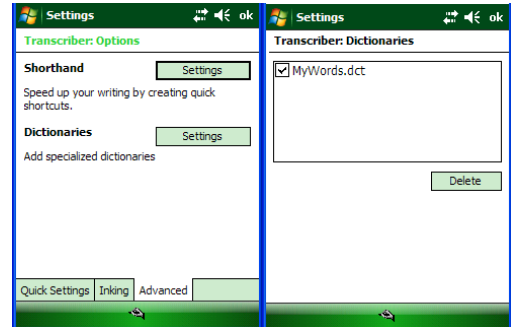 Settings ok
Transcriber: Options
Shorthand Settings
Speed up your writing by creating quick
shortcuts.
Dictionaries Settings
Add specialized dictionaries
Quick Settings Inking Advanced
Settings ok
Transcriber: Dictionaries
MyWords.dct
Delete